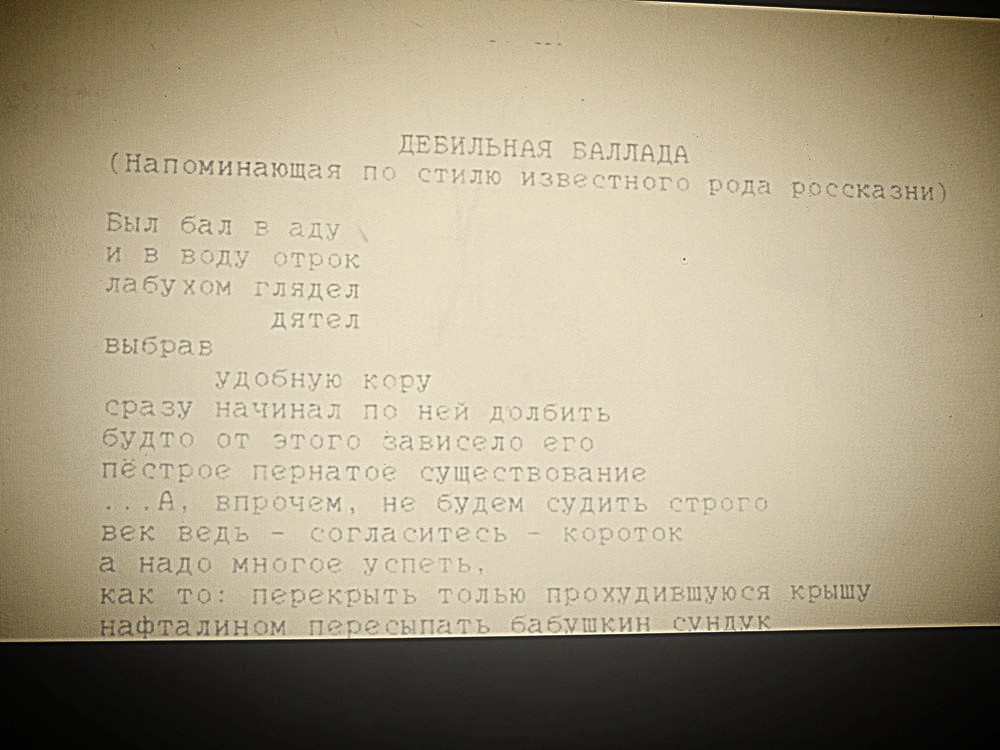 ДЕБИЛЬНАЯ БАЛЛАДА
(Напоминающая по стилю известного рода россказни)
Был бал в аду
и в воду отрок
лабухом глядел
дятел
выбрав
удобную кору
сразу начинал по ней долбить
будто от этого зависело его
пёстрое пернатое существование
...А, впрочем, не будем судить строго
век ведь - согласитесь - короток
а надо многое успеть,
как то: перекрыть толью прохудившуюся крышу
нафталином пересыпать бабушкин сундук